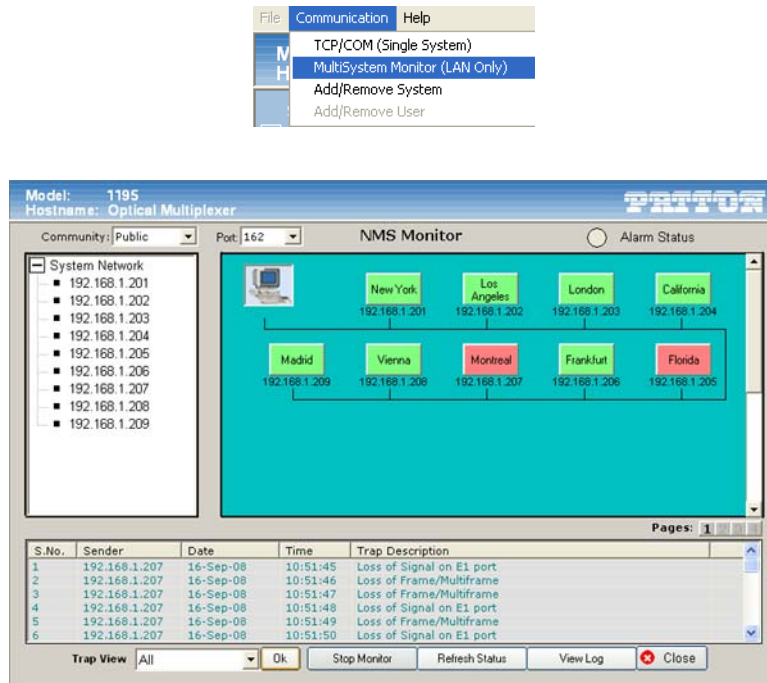 File Communication Help
TCP/COM (Single System)
MultiSystem Monitor (LAN Only)
Add/Remove System
Add/Remove User
Model: 1195
Hostname: Optical Multiplexer
PATTON
Community: Public Port: 162 NMS Monitor Alarm Status
System Network
192.168.1.201
192.168.1.202
192.168.1.203
192.168.1.204
192.168.1.205
192.168.1.206
192.168.1.207
192.168.1.208
192.168.1.209
New York Los Angeles London California
192.168.1.201 192.168.1.202 192.168.1.203 192.168.1.204
Madrid Vienna Montreal Frankfurt Florida
192.168.1.209 192.168.1.208 192.168.1.207 192.168.1.206 192.168.1.205
Pages: 1 2 3 4
S.No. Sender Date Time Trap Description
1 192.168.1.207 16-Sep-08 10:51:45 Loss of Signal on E1 port
2 192.168.1.207 16-Sep-08 10:51:46 Loss of Frame/Multiframe
3 192.168.1.207 16-Sep-08 10:51:47 Loss of Frame/Multiframe
4 192.168.1.207 16-Sep-08 10:51:48 Loss of Signal on E1 port
5 192.168.1.207 16-Sep-08 10:51:49 Loss of Frame/Multiframe
6 192.168.1.207 16-Sep-08 10:51:50 Loss of Signal on E1 port
Trap View All Ok Stop Monitor Refresh Status View Log Close